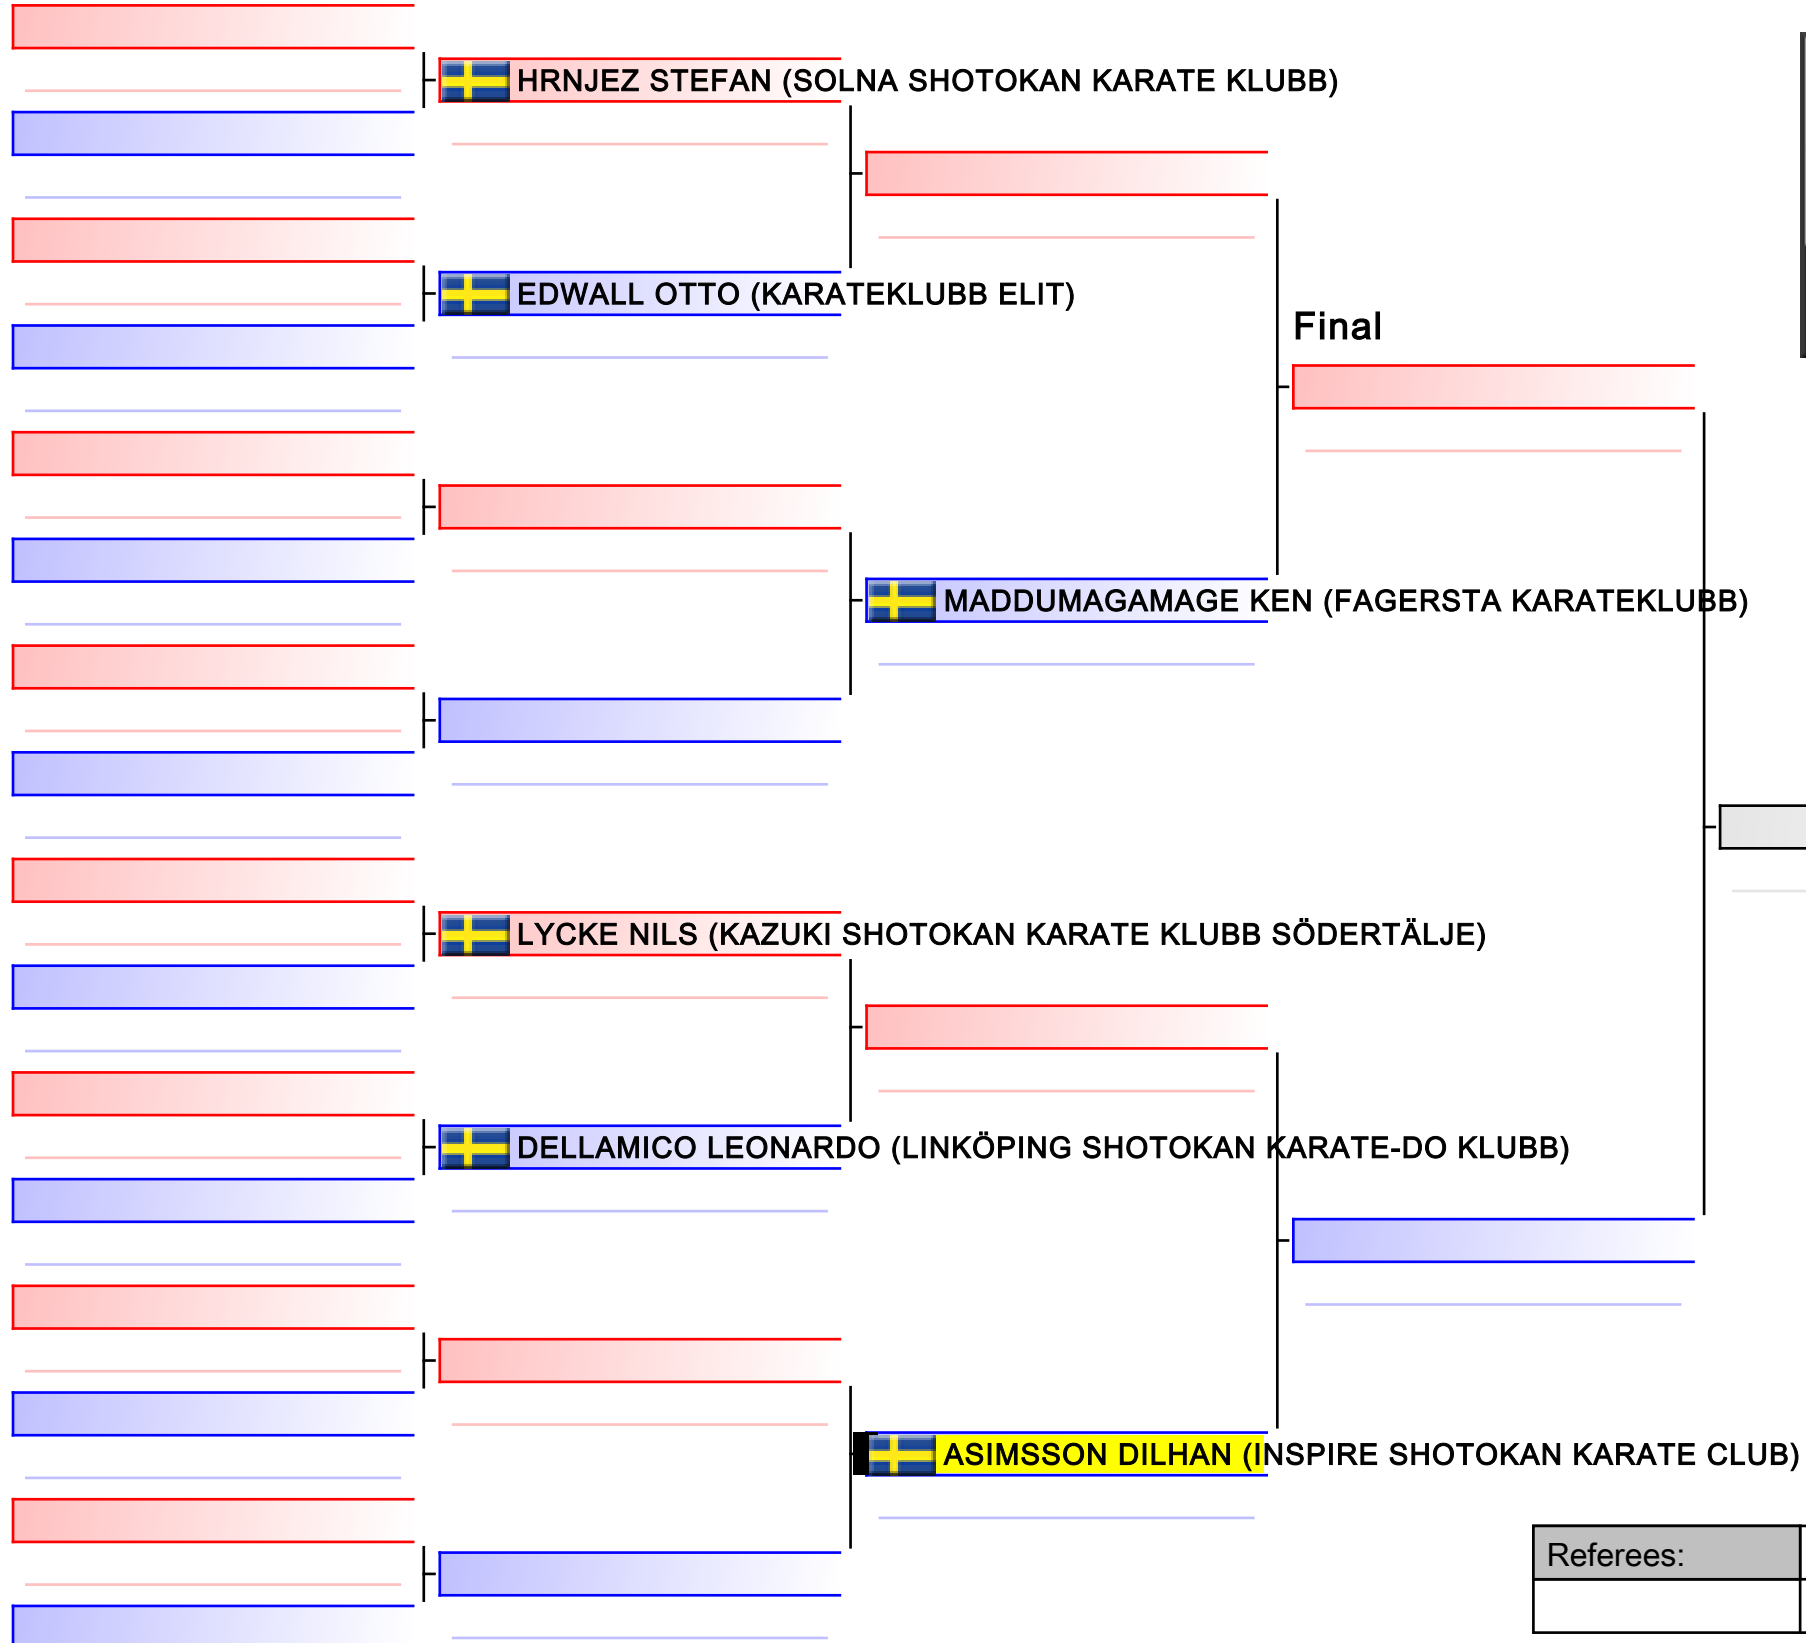 HRNJEZ STEFAN (SOLNA SHOTOKAN KARATE KLUBB)
EDWALL OTTO (KARATEKLUBB ELIT)
Final
MADDUMAGAMAGE KEN (FAGERSTA KARATEKLUBB)
LYCKE NILS (KAZUKI SHOTOKAN KARATE KLUBB SÖDERTÄLJE)
DELLAMICO LEONARDO (LINKÖPING SHOTOKAN KARATE-DO KLUBB)
ASIMSSON DILHAN (INSPIRE SHOTOKAN KARATE CLUB)
Referees: